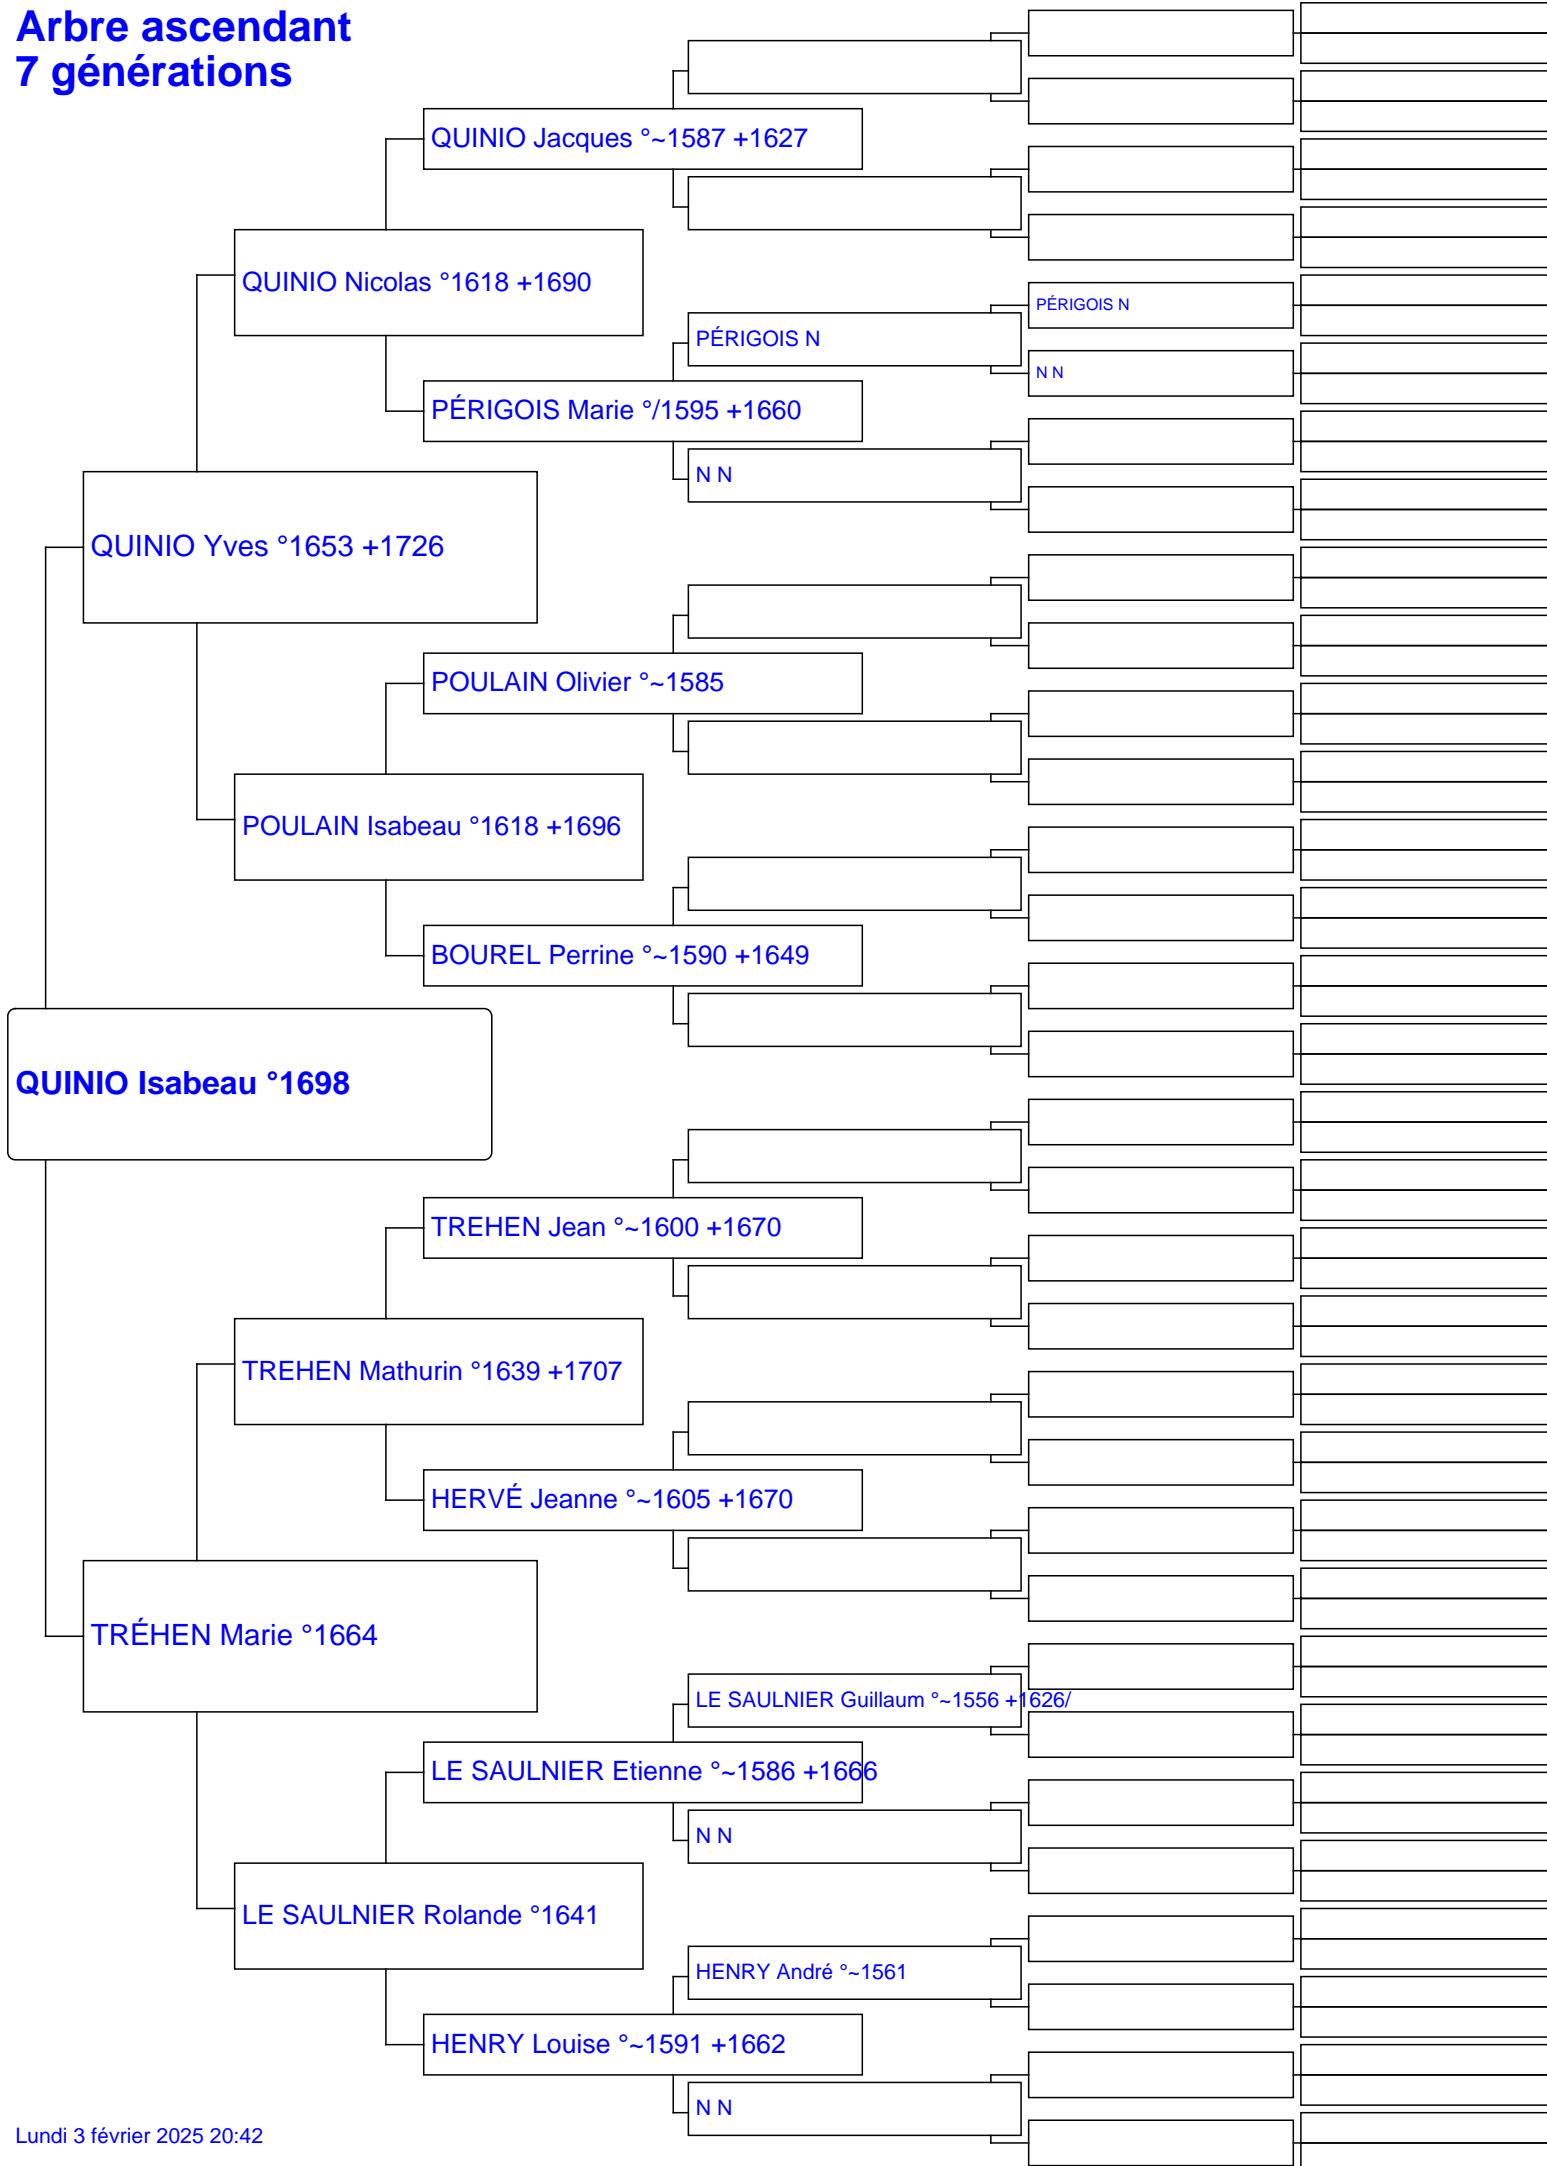 Arbre ascendant
7 générations
QUINIO Jacques °~1587 +1627
QUINIO Nicolas °1618 +1690
PÉRIGOIS N
PÉRIGOIS N
N N
PÉRIGOIS Marie °/1595 +1660
N N
QUINIO Yves °1653 +1726
POULAIN Olivier °~1585
POULAIN Isabeau °1618 +1696
BOUREL Perrine °~1590 +1649
QUINIO Isabeau °1698
TREHEN Jean °~1600 +1670
TREHEN Mathurin °1639 +1707
HERVÉ Jeanne °~1605 +1670
TRÉHEN Marie °1664
LE SAULNIER Guillaum °~1556 +1626/
LE SAULNIER Etienne °~1586 +1666
N N
LE SAULNIER Rolande °1641
HENRY André °~1561
HENRY Louise °~1591 +1662
N N
Lundi 3 février 2025 20:42